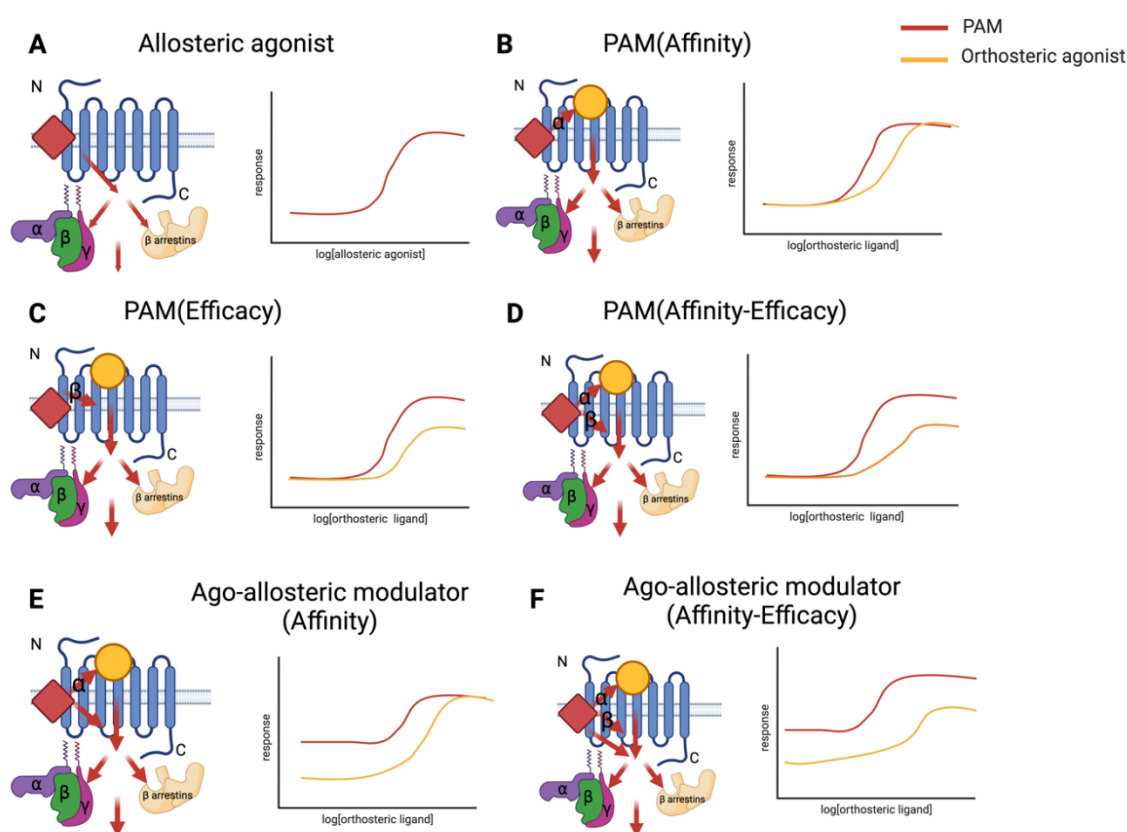 A
Allosteric agonist
B
PAM(Affinity)
PAM
Orthosteric agonist
N
C
α
β
γ
β arrestins
response
log[allosteric agonist]
N
α
C
α
β
γ
β arrestins
response
log[orthosteric ligand]
C
PAM(Efficacy)
D
PAM(Affinity-Efficacy)
N
β
C
α
β
γ
β arrestins
response
log[orthosteric ligand]
N
α
β
C
α
β
γ
β arrestins
response
log[orthosteric ligand]
E
Ago-allosteric modulator
(Affinity)
F
Ago-allosteric modulator
(Affinity-Efficacy)
N
α
C
α
β
γ
β arrestins
response
log[orthosteric ligand]
N
α
β
C
α
β
γ
β arrestins
response
log[orthosteric ligand]